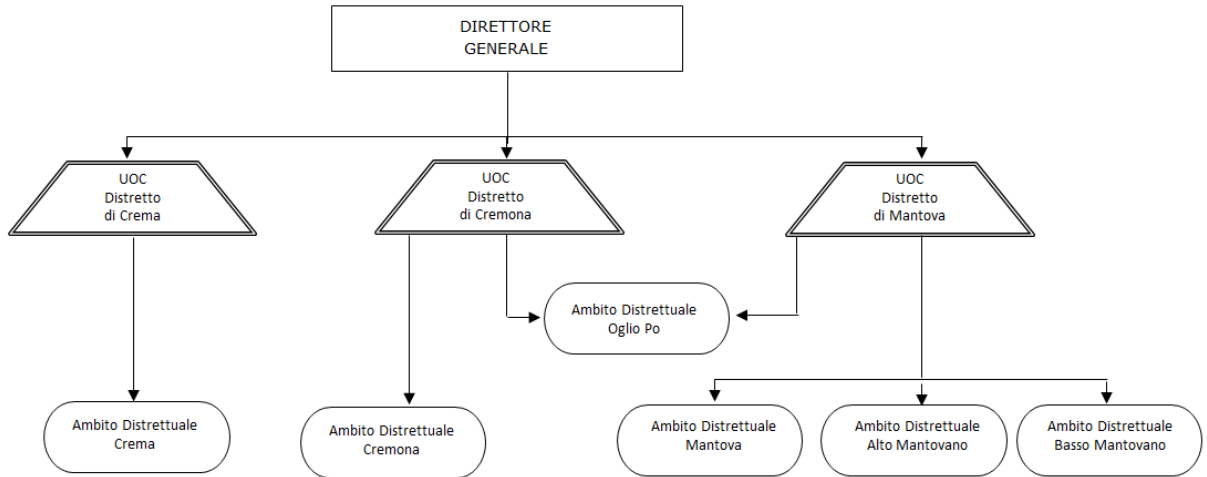 DIRETTORE
GENERALE
UOC
Distretto
di Crema
UOC
Distretto
di Cremona
UOC
Distretto
di Mantova
Ambito Distrettuale
Oglio Po
Ambito Distrettuale
Crema
Ambito Distrettuale
Cremona
Ambito Distrettuale
Mantova
Ambito Distrettuale
Alto Mantovano
Ambito Distrettuale
Basso Mantovano